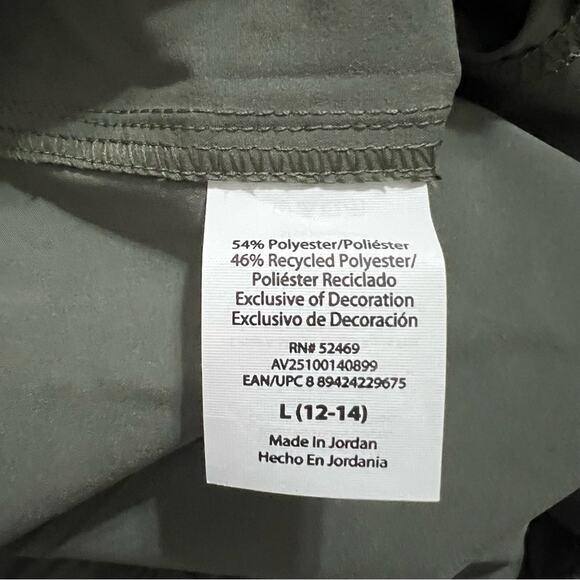 54% Polyester/Poliéster
46% Recycled Polyester/
Poliéster Reciclado
Exclusive of Decoration
Exclusivo de Decoración
RN# 52469
AV25100140899
EAN/UPC 8 89424229675
L (12-14)
Made In Jordan
Hecho En Jordania